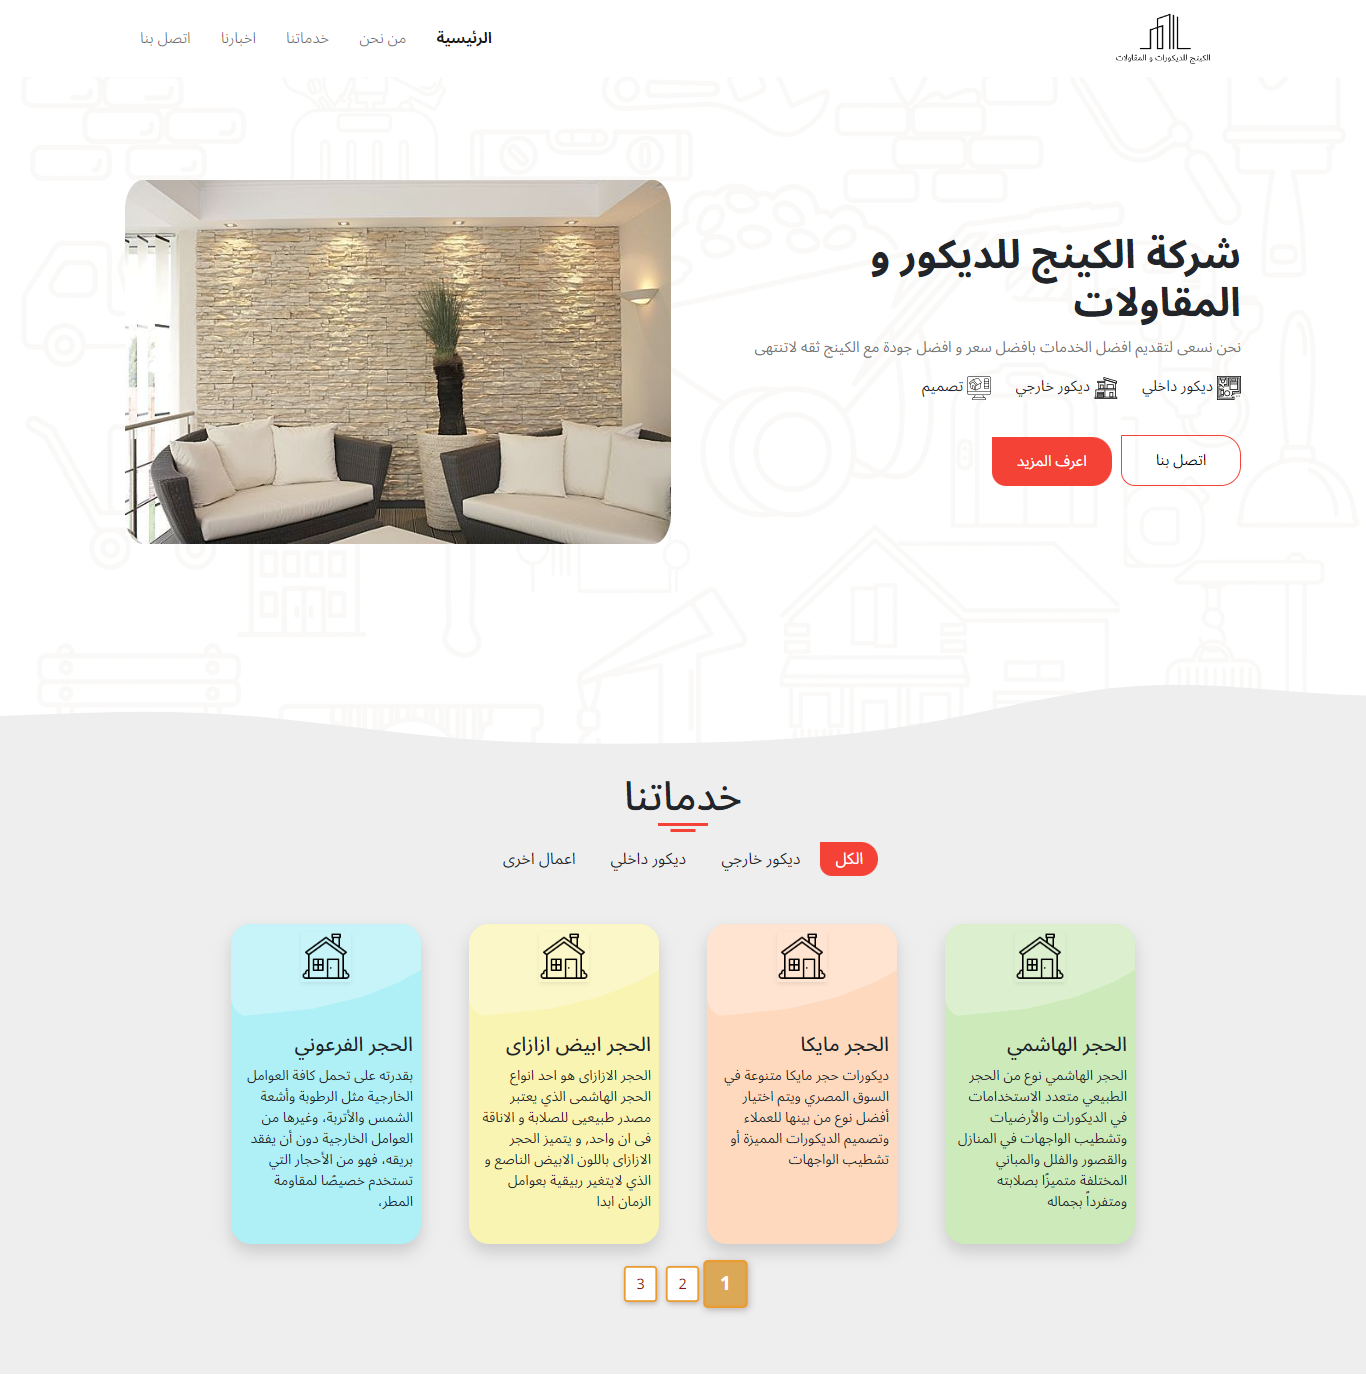 الكينج للديكورات و المقاولات
الرئيسية
من نحن
خدماتنا
اخبارنا
اتصل بنا
شركة الكينج للديكور و
المقاولات
نحن نسعى لتقديم افضل الخدمات بافضل سعر و افضل جودة مع الكينج ثقه لاتنتهى
ديكور داخلي
ديكور خارجي
تصميم
اتصل بنا
اعرف المزيد
خدماتنا
الكل
ديكور خارجي
ديكور داخلي
اعمال اخرى
الحجر الهاشمي
الحجر الهاشمي نوع من الحجر
الطبيعي متعدد الاستخدامات
في الديكورات والأرضيات
وتشطيب الواجهات في المنازل
والقصور والفلل والمباني
المختلفة متميزًا بصلابته
ومتفرداً بجماله
الحجر مايكا
ديكورات حجر مايكا متنوعة في
السوق المصري ويتم اختيار
أفضل نوع من بينها للعملاء
وتصميم الديكورات المميزة أو
تشطيب الواجهات
الحجر ابيض ازازاى
الحجر الازازاى هو احد انواع
الحجر الهاشمى الذي يعتبر
مصدر طبيعيى للصلابة و الاناقة
فى ان واحد, و يتميز الحجر
الازازاى باللون الابيض الناصع و
الذي لايتغير ربيقية بعوامل
الزمان ابدا
الحجر الفرعوني
بقدرته على تحمل كافة العوامل
الخارجية مثل الرطوبة وأشعة
الشمس والأتربة، وغيرها من
العوامل الخارجية دون أن يفقد
بريقه، فهو من الأحجار التي
تستخدم خصيصًا لمقاومة
المطر،
1
2
3